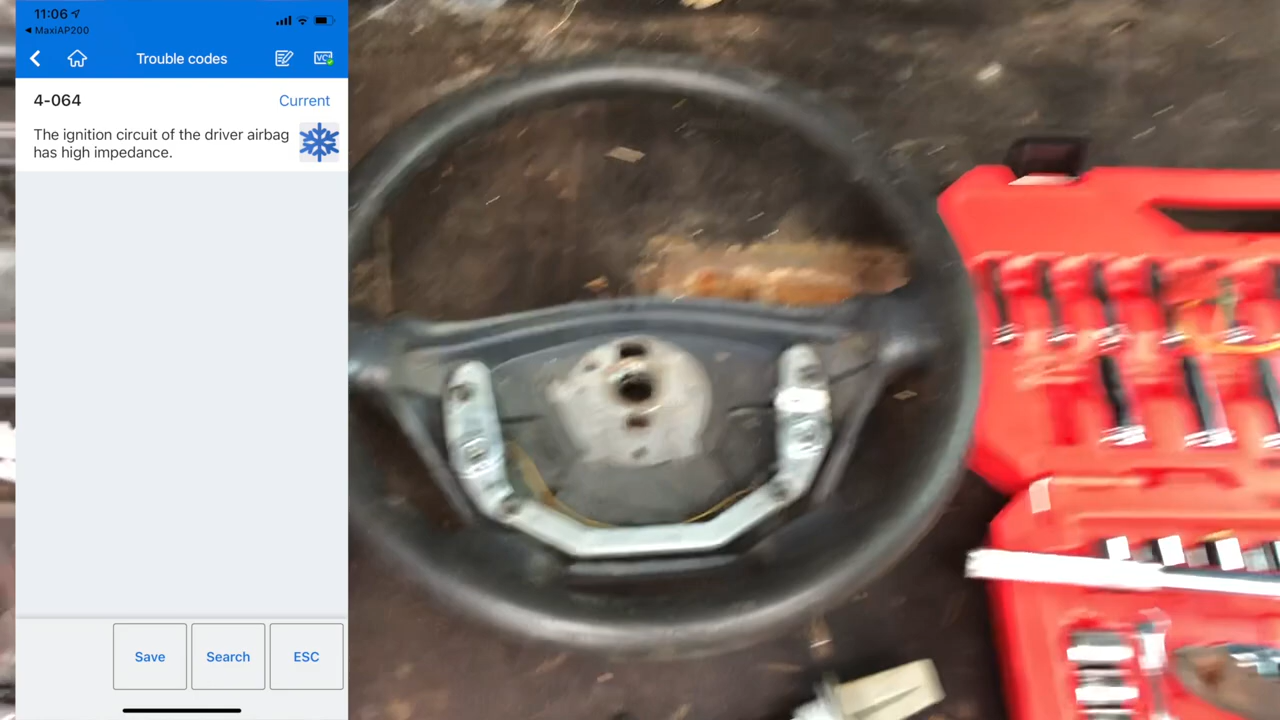 11:06
MaxiAP200
Trouble codes
VCI
4-064
Current
The ignition circuit of the driver airbag
has high impedance.
Save
Search
ESC